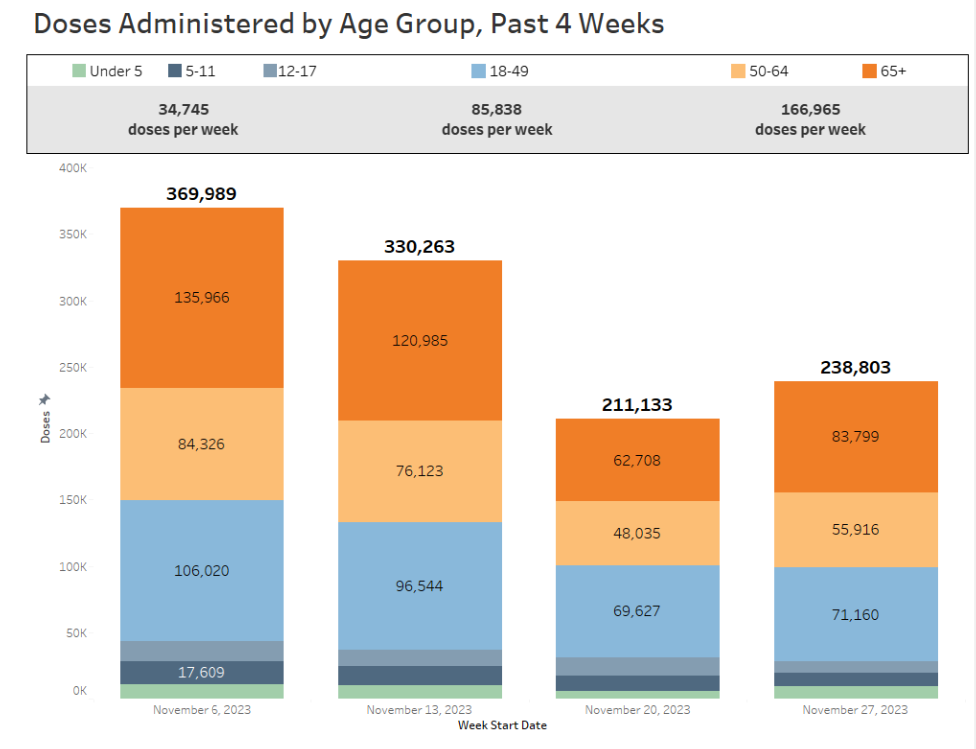 Doses Administered by Age Group, Past 4 Weeks
Under 5 5-11 12-17 18-49 50-64 65+
34,745 85,838 166,965
doses per week doses per week doses per week
400K
369,989
350K
330,263
300K
135,966
120,985
250K
238,803
211,133
Doses
200K
84,326
76,123
62,708
83,799
150K
48,035
55,916
100K
106,020
96,544
69,627
71,160
50K
17,609
0K
November 6, 2023 November 13, 2023 November 20, 2023 November 27, 2023
Week Start Date